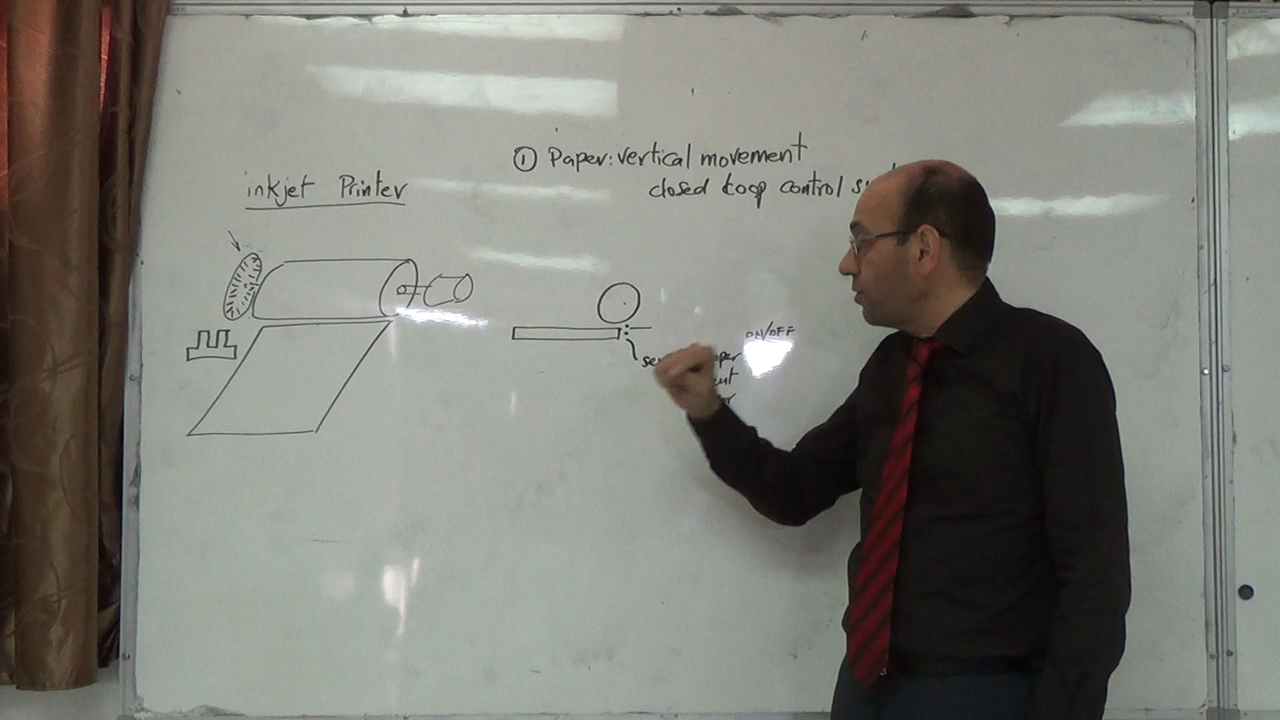 inkjet Printer
① Paper: vertical movement
closed loop control
ON/OFF